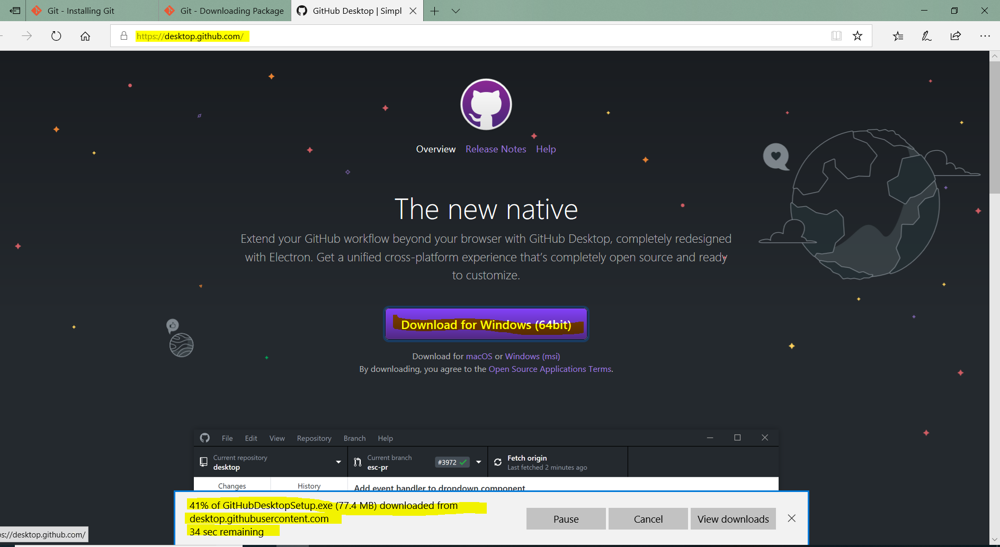 Git - Installing Git
Git - Downloading Package
GitHub Desktop | Simpl
https://desktop.github.com/
Overview Release Notes Help
The new native
Extend your GitHub workflow beyond your browser with GitHub Desktop, completely redesigned
with Electron. Get a unified cross-platform experience that's completely open source and ready
to customize.
Download for Windows (64bit)
Download for macOS or Windows (msi)
By downloading, you agree to the Open Source Applications Terms.
File Edit View Repository Branch Help
Current repository
desktop
Current branch
esc-pr
#3972
Fetch origin
Last fetched 2 minutes ago
Changes History
Add event handler to dropdown component
41% of GitHubDesktopSetup.exe (77.4 MB) downloaded from
desktop.githubusercontent.com
34 sec remaining
Pause Cancel View downloads
ps://desktop.github.com/